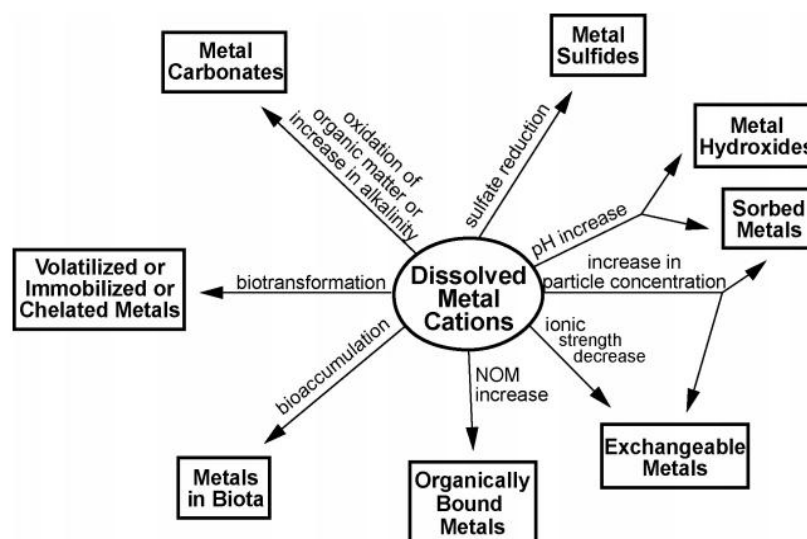 Metal
Carbonates
Metal
Sulfides
oxidation of
organic matter or
increase in alkalinity
sulfate reduction
Metal
Hydroxides
pH increase
Sorbed
Metals
Volatilized or
Immobilized or
Chelated Metals
biotransformation
Dissolved
Metal
Cations
increase in
particle concentration
ionic
strength
decrease
bioaccumulation
NOM
increase
Metals
in Biota
Organically
Bound
Metals
Exchangeable
Metals